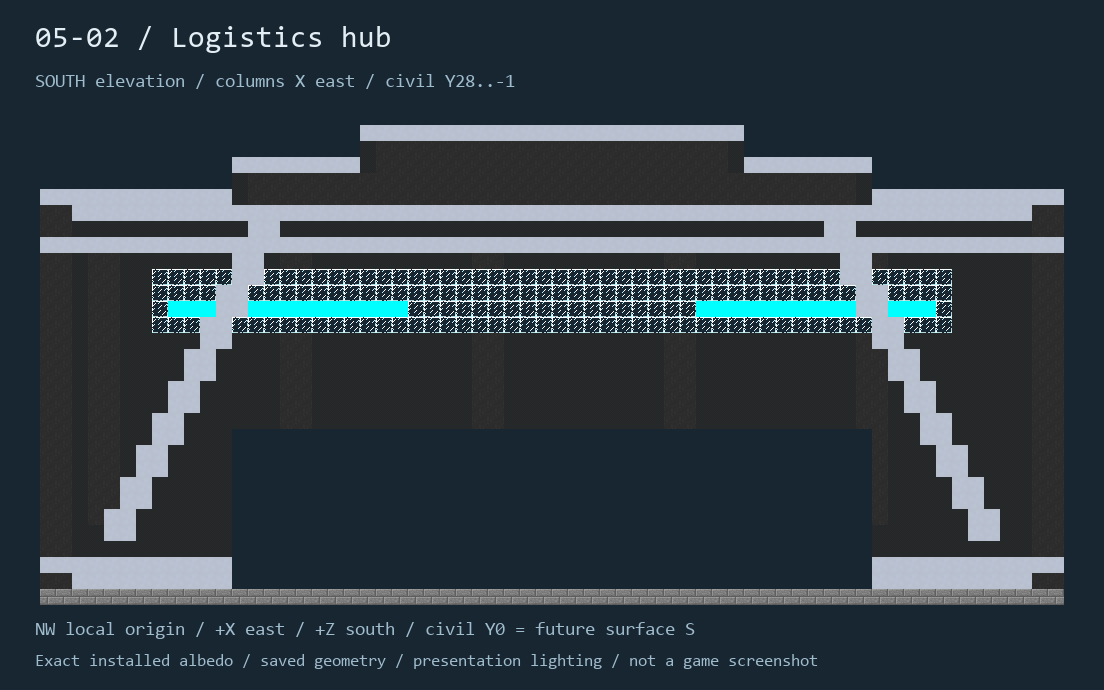 05-02 / Logistics hub
SOUTH elevation / columns X east / civil Y28..-1
NW local origin / +X east / +Z south / civil Y0 = future surface S
Exact installed albedo / saved geometry / presentation lighting / not a game screenshot